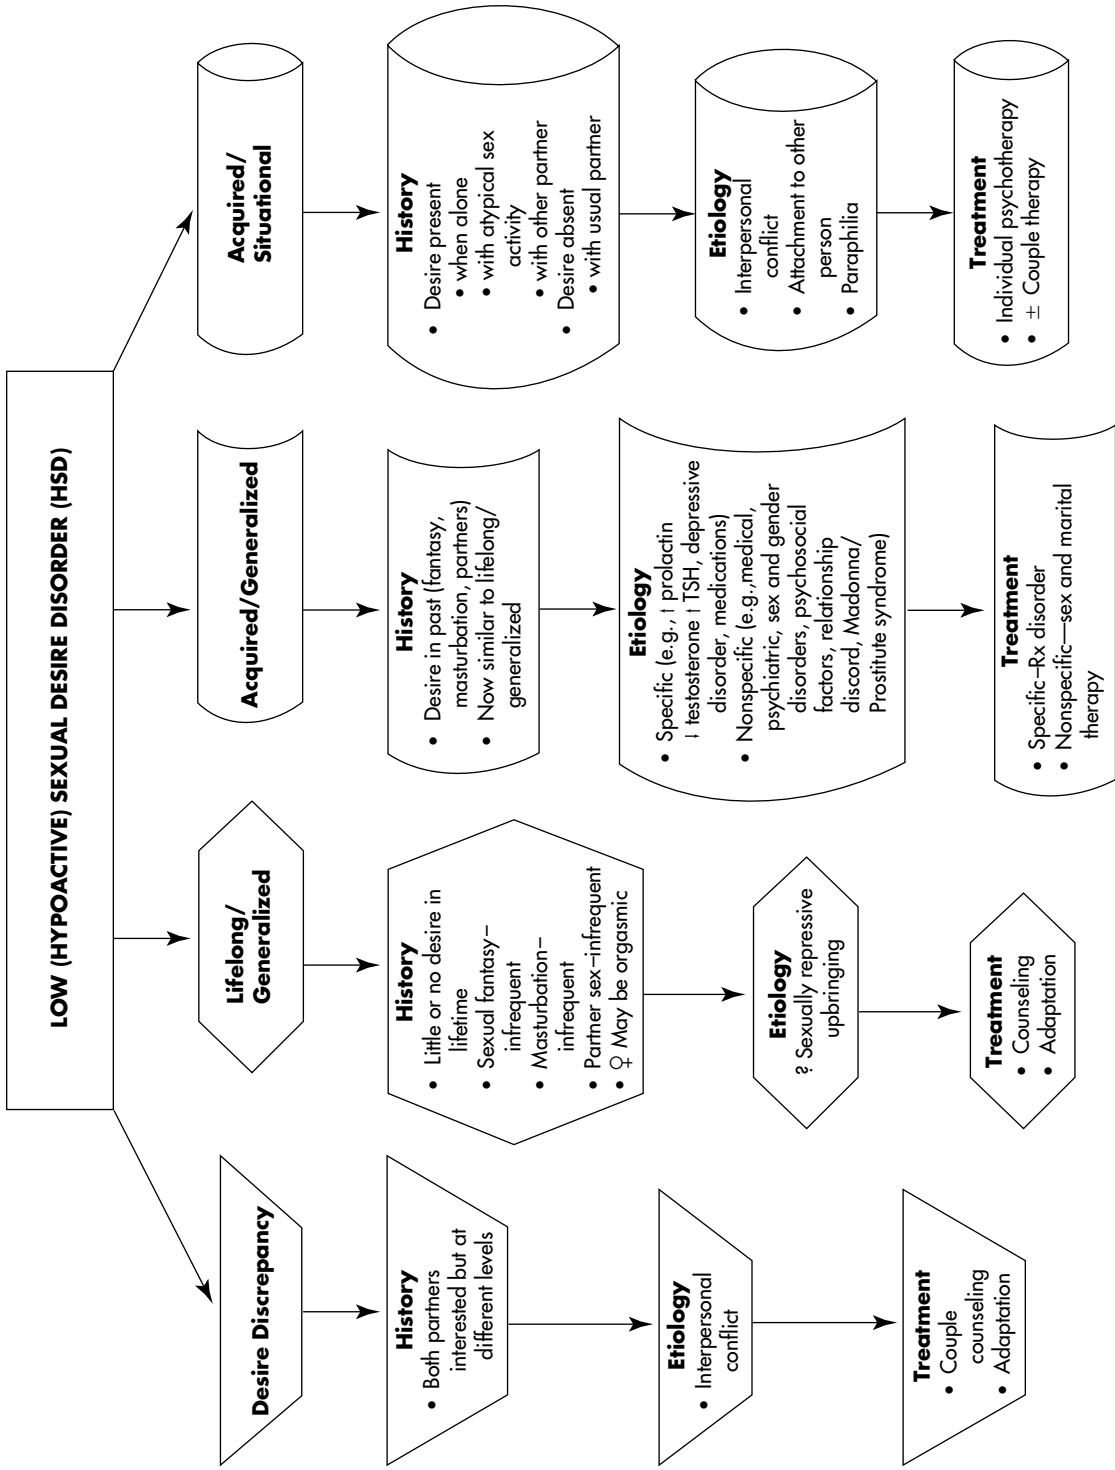 LOW (HYPOACTIVE) SEXUAL DESIRE DISORDER (HSD)
Desire Discrepancy
History
• Both partners
interested but at
different levels
Etiology
• Interpersonal
conflict
Treatment
• Couple
counseling
• Adaptation
Lifelong/
Generalized
History
• Little or no desire in
lifetime
• Sexual fantasy–
infrequent
• Masturbation–
infrequent
• Partner sex–infrequent
• ♀ May be orgasmic
Etiology
? Sexually repressive
upbringing
Treatment
• Counseling
• Adaptation
Acquired/Generalized
History
• Desire in past (fantasy,
masturbation, partners)
• Now similar to lifelong/
generalized
Etiology
• Specific (e.g., ↑ prolactin
↓ testosterone ↑ TSH, depressive
disorder, medications)
• Nonspecific (e.g.,medical,
psychiatric, sex and gender
disorders, psychosocial
factors, relationship
discord, Madonna/
Prostitute syndrome)
Treatment
• Specific–Rx disorder
• Nonspecific—sex and marital
therapy
Acquired/
Situational
History
• Desire present
• when alone
• with atypical sex
activity
• with other partner
• Desire absent
• with usual partner
Etiology
• Interpersonal
conflict
• Attachment to other
person
• Paraphilia
Treatment
• Individual psychotherapy
• ± Couple therapy